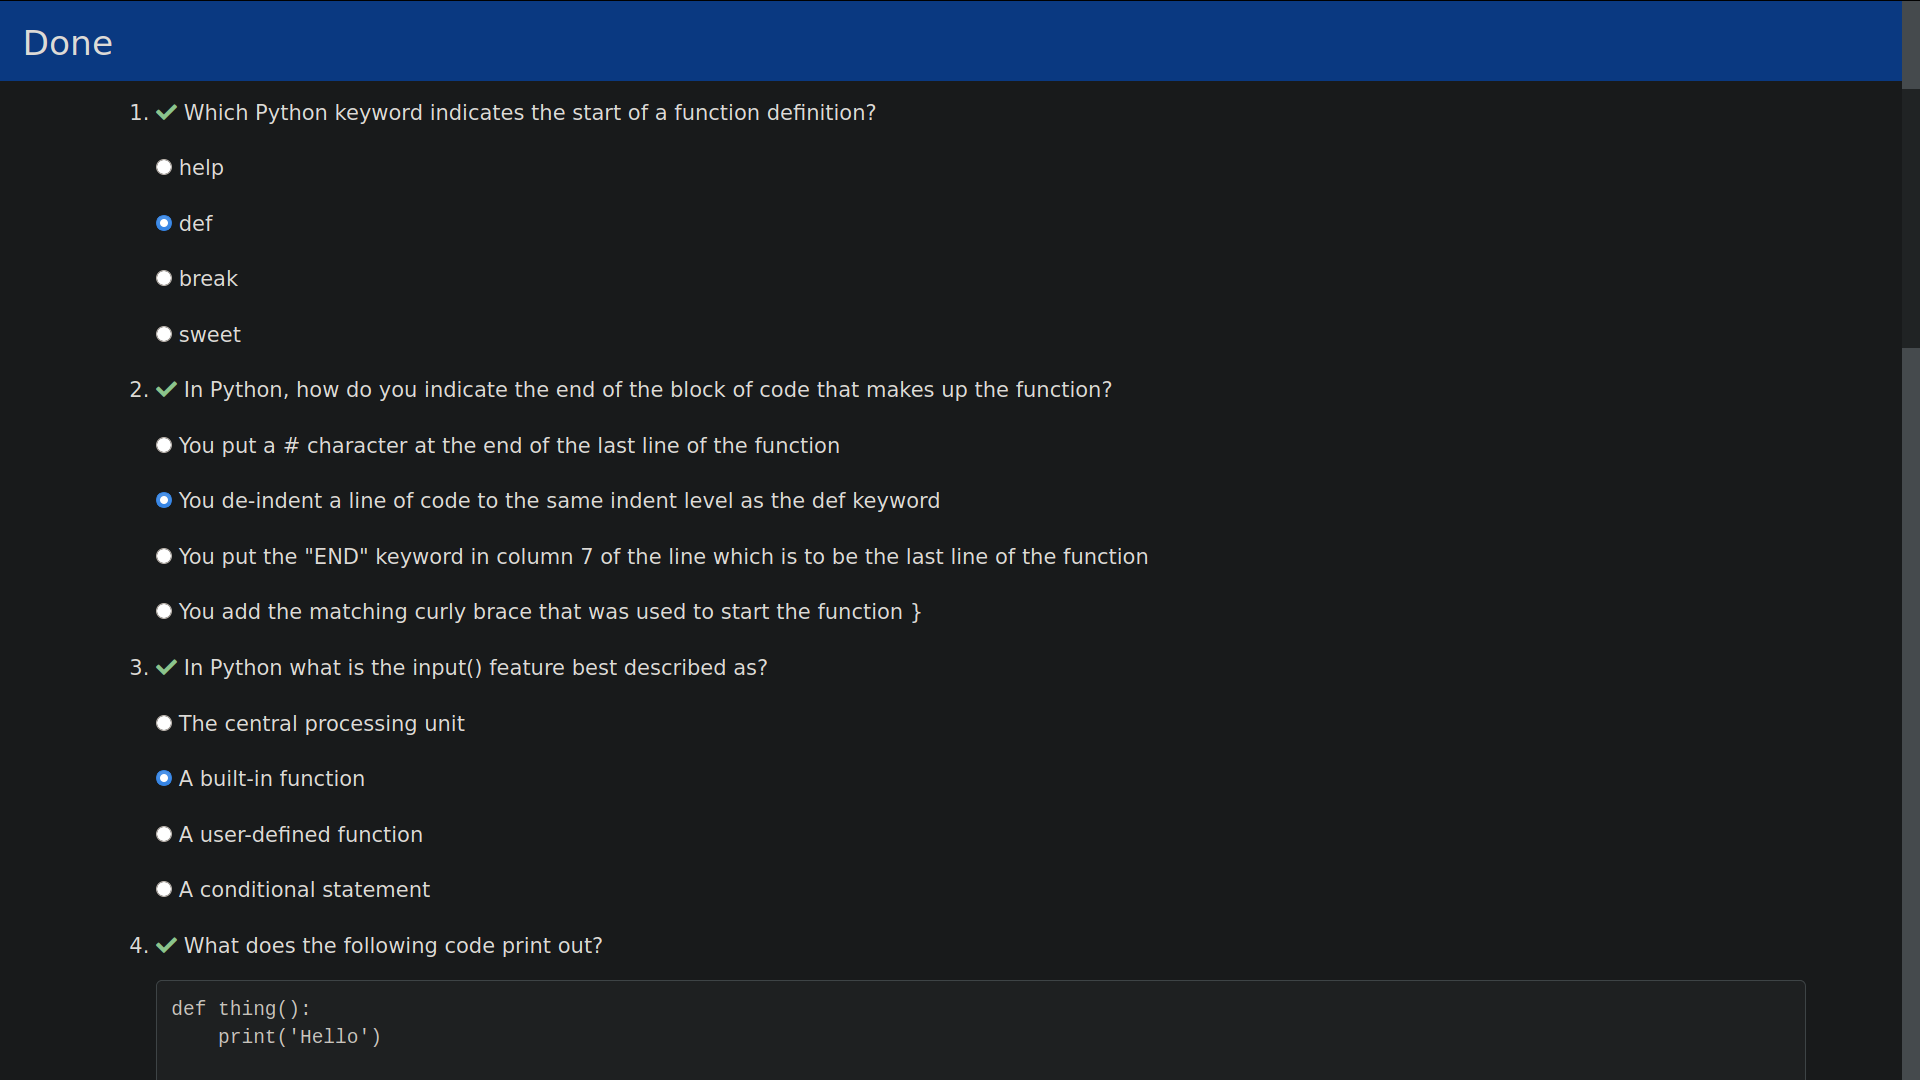 Done
1. Which Python keyword indicates the start of a function definition?
help
def
break
sweet
2. In Python, how do you indicate the end of the block of code that makes up the function?
You put a # character at the end of the last line of the function
You de-indent a line of code to the same indent level as the def keyword
You put the "END" keyword in column 7 of the line which is to be the last line of the function
You add the matching curly brace that was used to start the function }
3. In Python what is the input() feature best described as?
The central processing unit
A built-in function
A user-defined function
A conditional statement
4. What does the following code print out?
def thing():
    print('Hello')